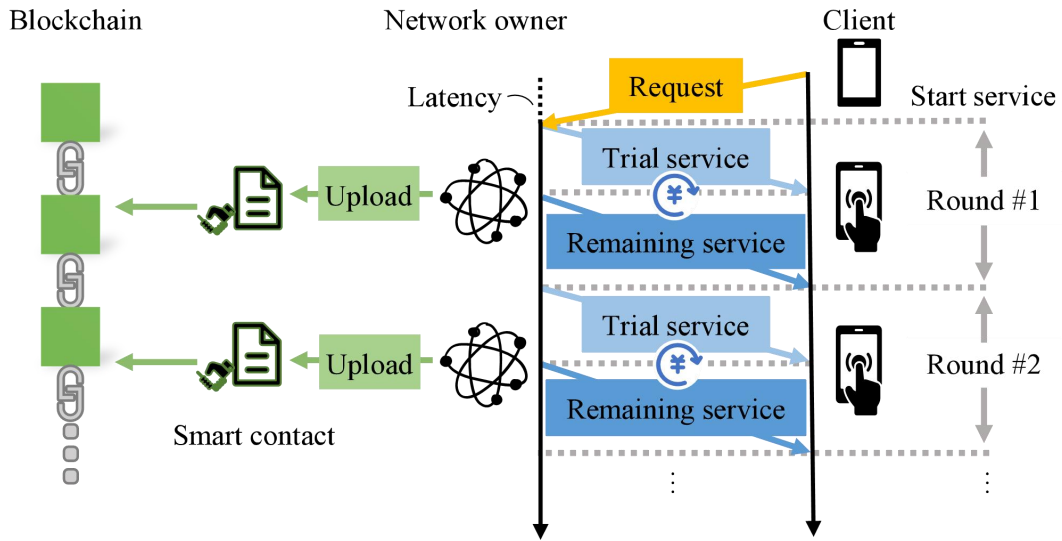 Blockchain
Network owner
Client
Request
Latency
Start service
Trial service
Upload
¥
Round #1
Remaining service
Trial service
Upload
¥
Round #2
Remaining service
Smart contact